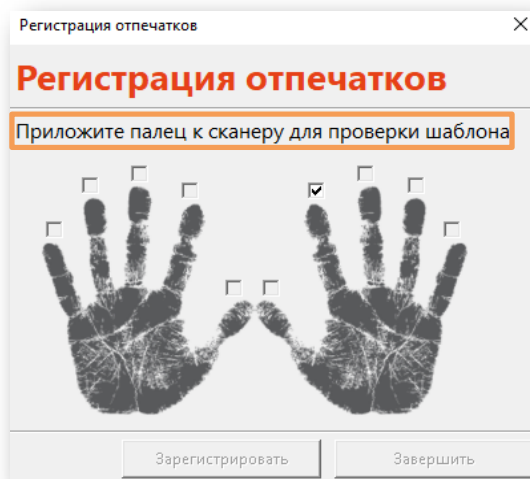 Регистрация отпечатков
Регистрация отпечатков
Приложите палец к сканеру для проверки шаблона
Зарегистрировать
Завершить